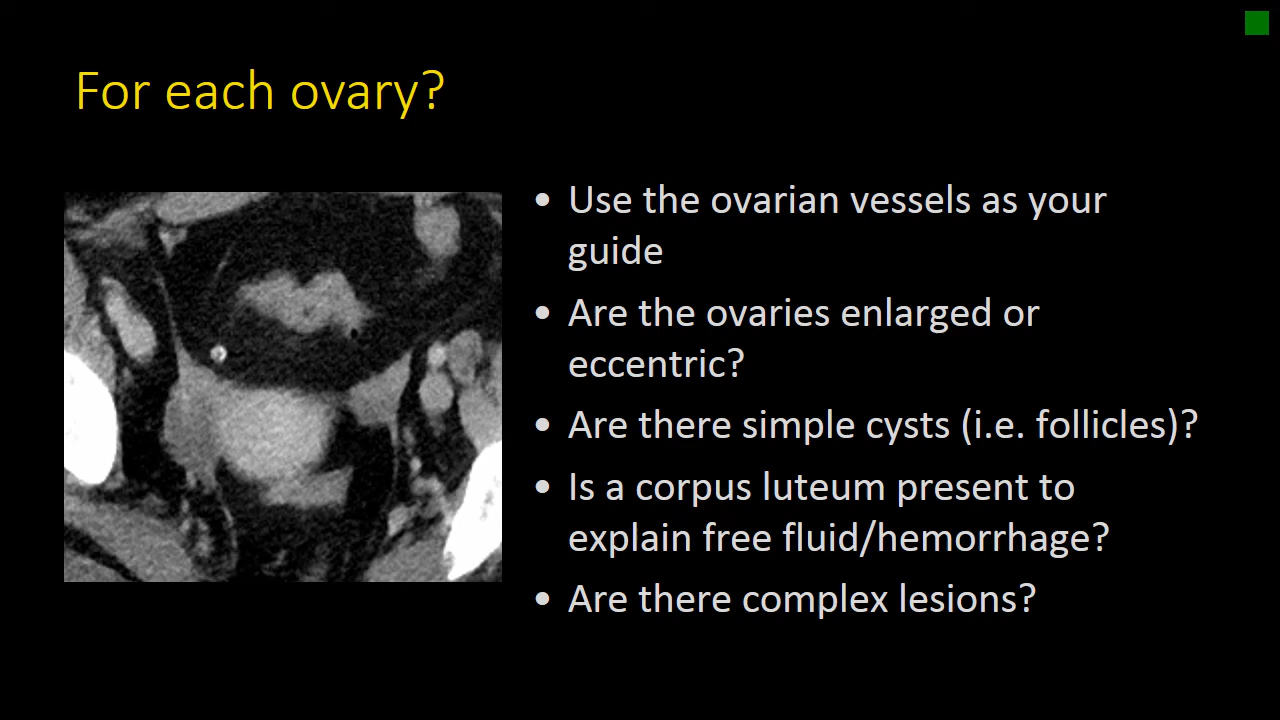 For each ovary?
• Use the ovarian vessels as your
guide
• Are the ovaries enlarged or
eccentric?
• Are there simple cysts (i.e. follicles)?
• Is a corpus luteum present to
explain free fluid/hemorrhage?
• Are there complex lesions?